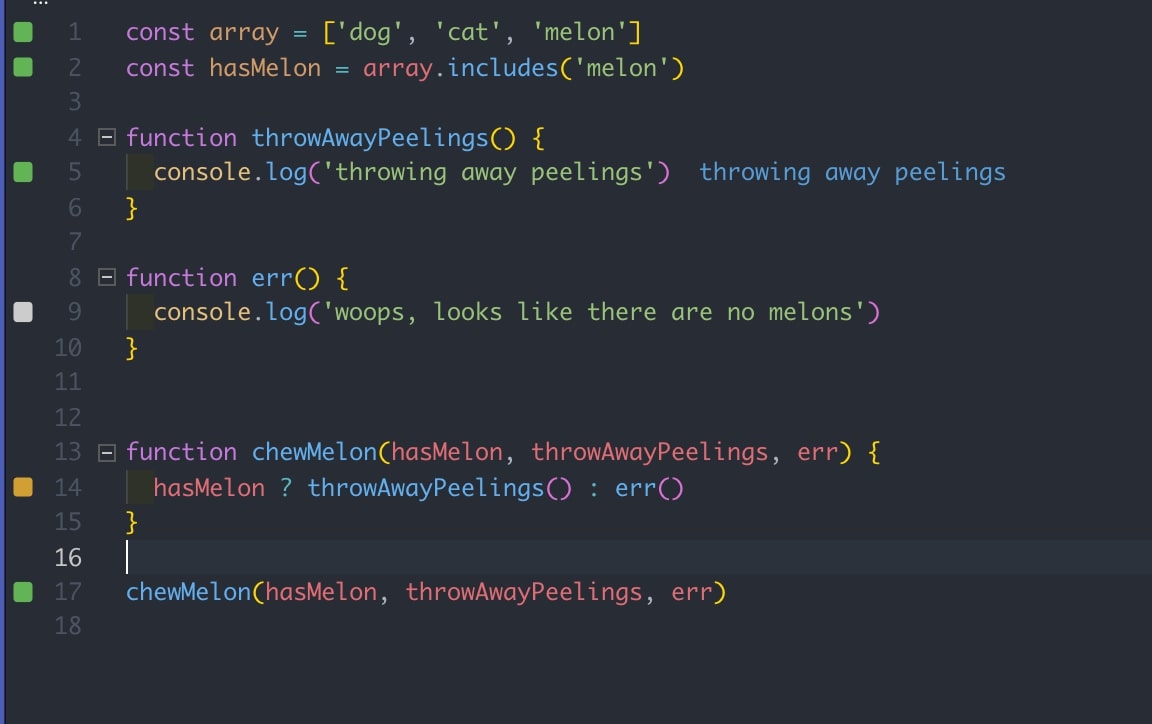 ...
1 const array = ['dog', 'cat', 'melon']
2 const hasMelon = array.includes('melon')
3
4 function throwAwayPeelings() {
5 console.log('throwing away peelings') throwing away peelings
6 }
7
8 function err() {
9 console.log('woops, looks like there are no melons')
10 }
11
12
13 function chewMelon(hasMelon, throwAwayPeelings, err) {
14 hasMelon ? throwAwayPeelings() : err()
15 }
16
17 chewMelon(hasMelon, throwAwayPeelings, err)
18